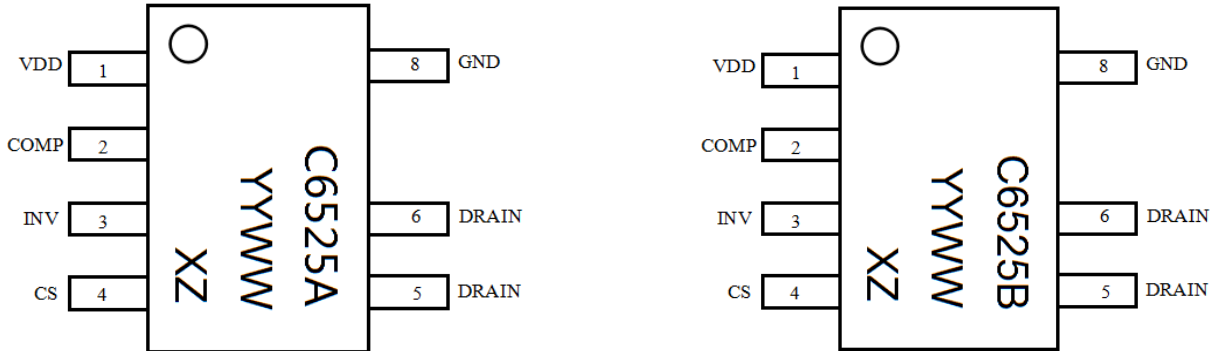 VDD 1
COMP 2
INV 3
CS 4
8 GND
6 DRAIN
5 DRAIN
C6525A
YYWW
XZ
VDD 1
COMP 2
INV 3
CS 4
8 GND
6 DRAIN
5 DRAIN
C6525B
YYWW
XZ